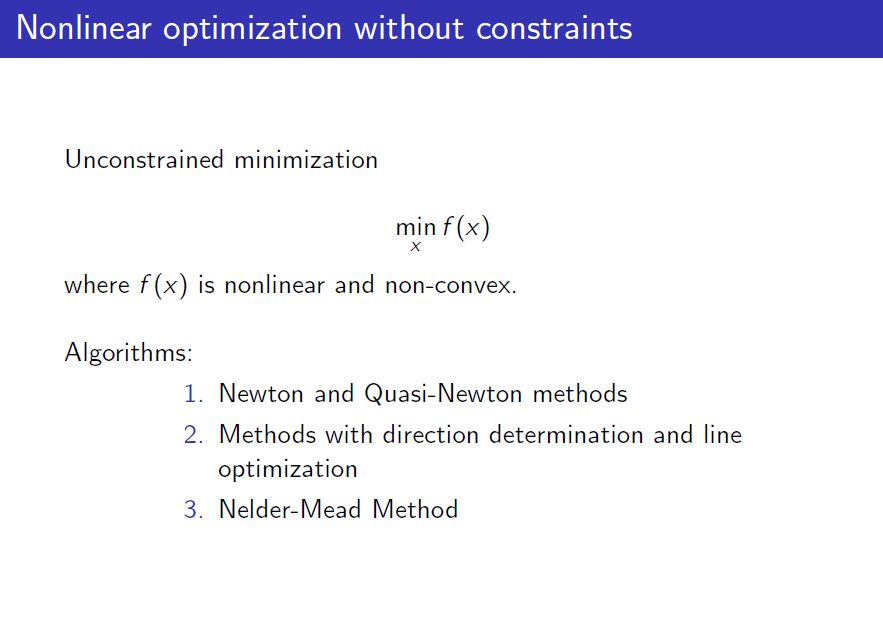 Nonlinear optimization without constraints
Unconstrained minimization
min f(x)
x
where f(x) is nonlinear and non-convex.
Algorithms:
1. Newton and Quasi-Newton methods
2. Methods with direction determination and line
optimization
3. Nelder-Mead Method